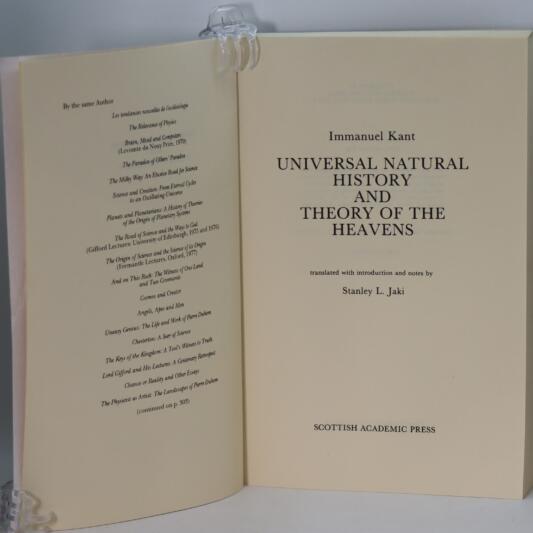 By the same Author
Les tendances nouvelles de l'ecclésiologie
The Relevance of Physics
Brain, Mind and Computers
(Lecomte du Nouy Prize, 1970)
The Paradox of Olbers' Paradox
The Milky Way: An Elusive Road for Science
Science and Creation: From Eternal Cycles
to an Oscillating Universe
Planets and Planetarians: A History of Theories
of the Origin of Planetary Systems
The Road of Science and the Ways to God
(Gifford Lectures: University of Edinburgh, 1975 and 1976)
The Origin of Science and the Science of its Origin
(Fremantle Lectures, Oxford, 1977)
And on This Rock: The Witness of One Land
and Two Covenants
Cosmos and Creator
Angels, Apes and Men
Uneasy Genius: The Life and Work of Pierre Duhem
Chesterton: A Seer of Science
The Keys of the Kingdom: A Tool's Witness to Truth
Lord Gifford and His Lectures: A Centenary Retrospect
Chance or Reality and Other Essays
The Physicist as Artist: The Landscapes of Pierre Duhem
(continued on p. 303)
Immanuel Kant
UNIVERSAL NATURAL
HISTORY
AND
THEORY OF THE
HEAVENS
translated with introduction and notes by
Stanley L. Jaki
SCOTTISH ACADEMIC PRESS